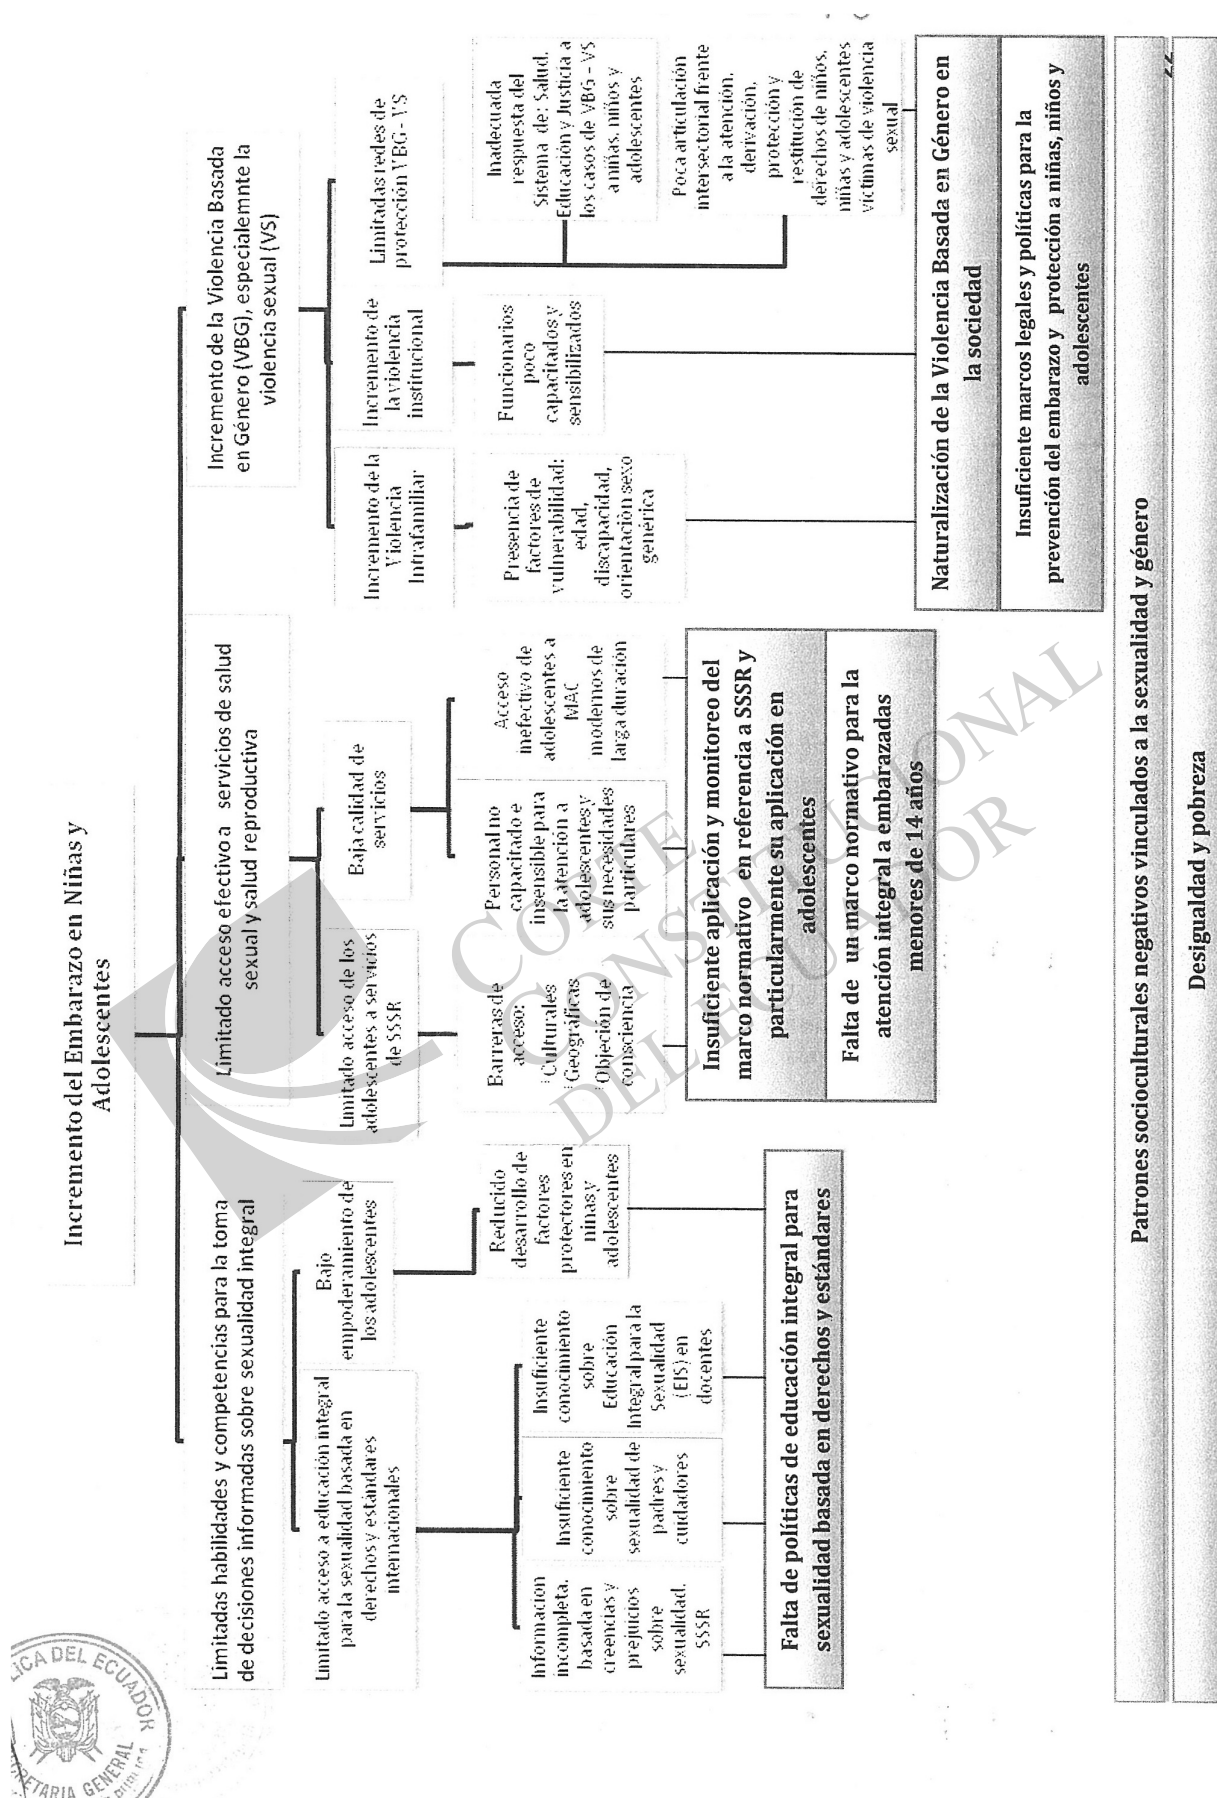 Incremento del Embarazo en Niñas y
Adolescentes
Limitadas habilidades y competencias para la toma
de decisiones informadas sobre sexualidad integral
Limitado acceso efectivo a servicios de salud
sexual y salud reproductiva
Incremento de la Violencia Basada
en Género (VBG), especialemnte la
violencia sexual (VS)
Limitado acceso a educación integral
para la sexualidad basada en
derechos y estándares
internacionales
Bajo
empoderamiento de
los adolescentes
Limitado acceso de los
adolescentes a servicios
de SSSR
Baja calidad de
servicios
Incremento de la
Violencia
Intrafamiliar
Incremento de
la violencia
institucional
Limitadas redes de
protección VBG - VS
Informacion
incompleta,
basada en
creencias y
prejuicios
sobre
sexualidad,
SSSR
Insuficiente
conocimiento
sobre
sexualidad de
padres y
cuidadores
Insuficiente
conocimiento
sobre
Educación
Integral para la
Sexualidad
(EIS) en
docentes
Reducido
desarrollo de
factores
protectores en
ninas y
adolescentes
Barreras de
acceso:
Culturales
Geográficas
Objeción de
consciencia
Personal no
capacitado e
insensible para
la atención a
adolescentes y
sus necesidades
particulares
Acceso
inefectivo de
adolescentes a
MAC
modernos de
larga duración
Presencia de
factores de
vulnerabilidad:
edad,
discapacidad,
orientación sexo
genérica
Funcionarios
poco
capacitados y
sensibilizados
Inadecuada
respuesta del
Sistema de: Salud,
Educación y Justicia a
los casos de VBG - VS
a niñas, niños y
adolescentes
Poca articulación
intersectorial frente
a la atención,
derivación,
protección y
restitución de
derechos de niños,
niñas y adolescentes
víctimas de violencia
sexual
Falta de políticas de educación integral para
sexualidad basada en derechos y estándares
Insuficiente aplicación y monitoreo del
marco normativo en referencia a SSSR y
particularmente su aplicación en
adolescentes
Falta de un marco normativo para la
atención integral a embarazadas
menores de 14 años
Naturalización de la Violencia Basada en Género en
la sociedad
Insuficiente marcos legales y políticas para la
prevención del embarazo y protección a niñas, niños y
adolescentes
Patrones socioculturales negativos vinculados a la sexualidad y género
Desigualdad y pobreza
CORTE
CONSTITUCIONAL
DEL ECUADOR
DEL ECUADOR
GENERAL